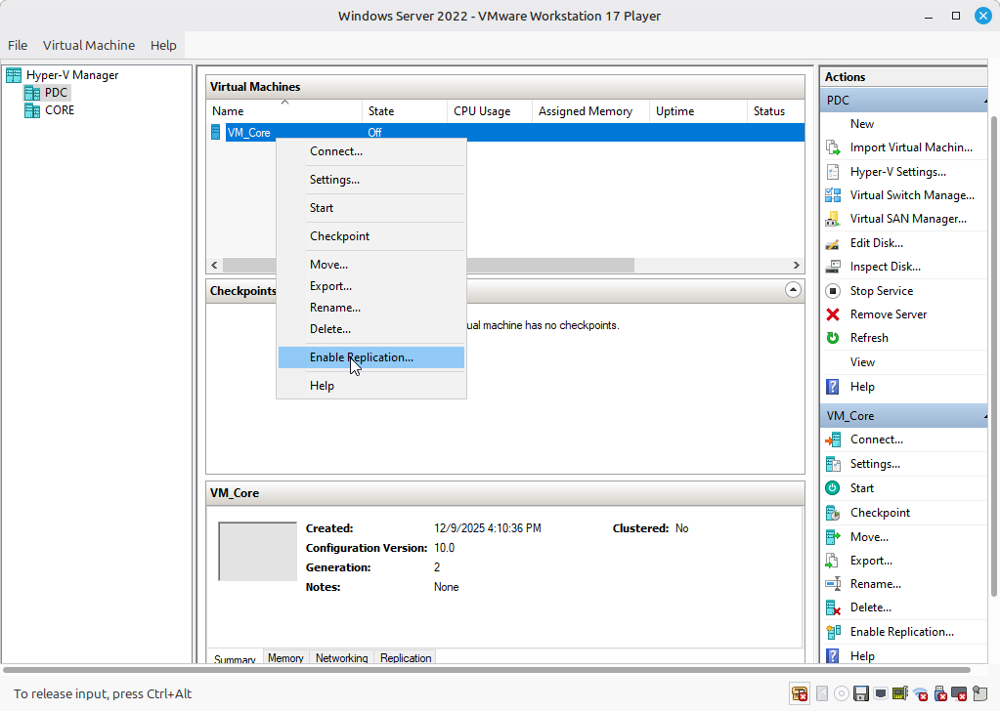 Windows Server 2022 - VMware Workstation 17 Player
File Virtual Machine Help
Hyper-V Manager
PDC
CORE
Virtual Machines
Name State CPU Usage Assigned Memory Uptime Status
VM_Core Off
Connect...
Settings...
Start
Checkpoint
Move...
Export...
Rename...
Delete...
Enable Replication...
Help
Checkpoints
machine has no checkpoints.
VM_Core
Created: 12/9/2025 4:10:36 PM Clustered: No
Configuration Version: 10.0
Generation: 2
Notes: None
Summary Memory Networking Replication
Actions
PDC
New
Import Virtual Machin...
Hyper-V Settings...
Virtual Switch Manage...
Virtual SAN Manager...
Edit Disk...
Inspect Disk...
Stop Service
Remove Server
Refresh
View
Help
VM_Core
Connect...
Settings...
Start
Checkpoint
Move...
Export...
Rename...
Delete...
Enable Replication...
Help
To release input, press Ctrl+Alt